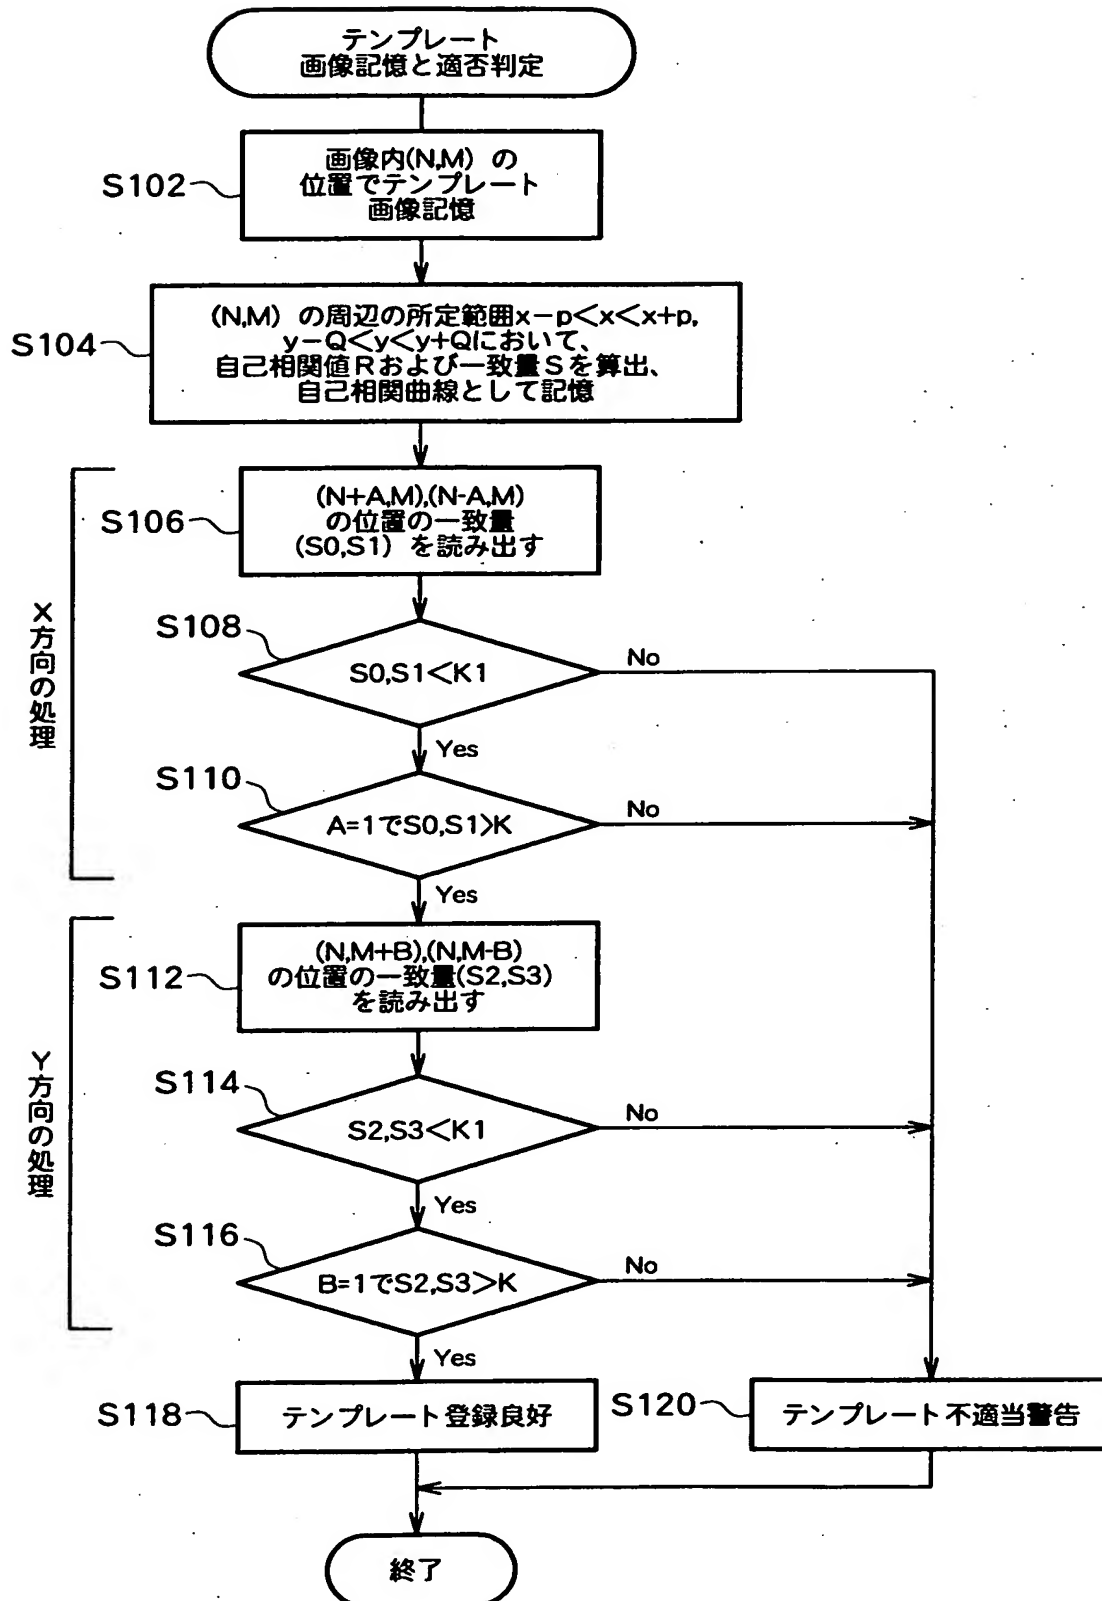 テンプレート
画像記憶と適否判定
S102
画像内(N,M) の
位置でテンプレート
画像記憶
S104
(N,M) の周辺の所定範囲x－p＜x＜x+p,
y－Q＜y＜y+Qにおいて、
自己相関値Rおよび一致量Sを算出、
自己相関曲線として記憶
X方向の処理
S106
(N+A,M),(N-A,M)
の位置の一致量
(S0,S1) を読み出す
S108
S0,S1＜K1
No
Yes
S110
A=1でS0,S1>K
No
Yes
Y方向の処理
S112
(N,M+B),(N,M-B)
の位置の一致量(S2,S3)
を読み出す
S114
S2,S3＜K1
No
Yes
S116
B=1でS2,S3>K
No
Yes
S118
テンプレート登録良好
S120
テンプレート不適当警告
終了